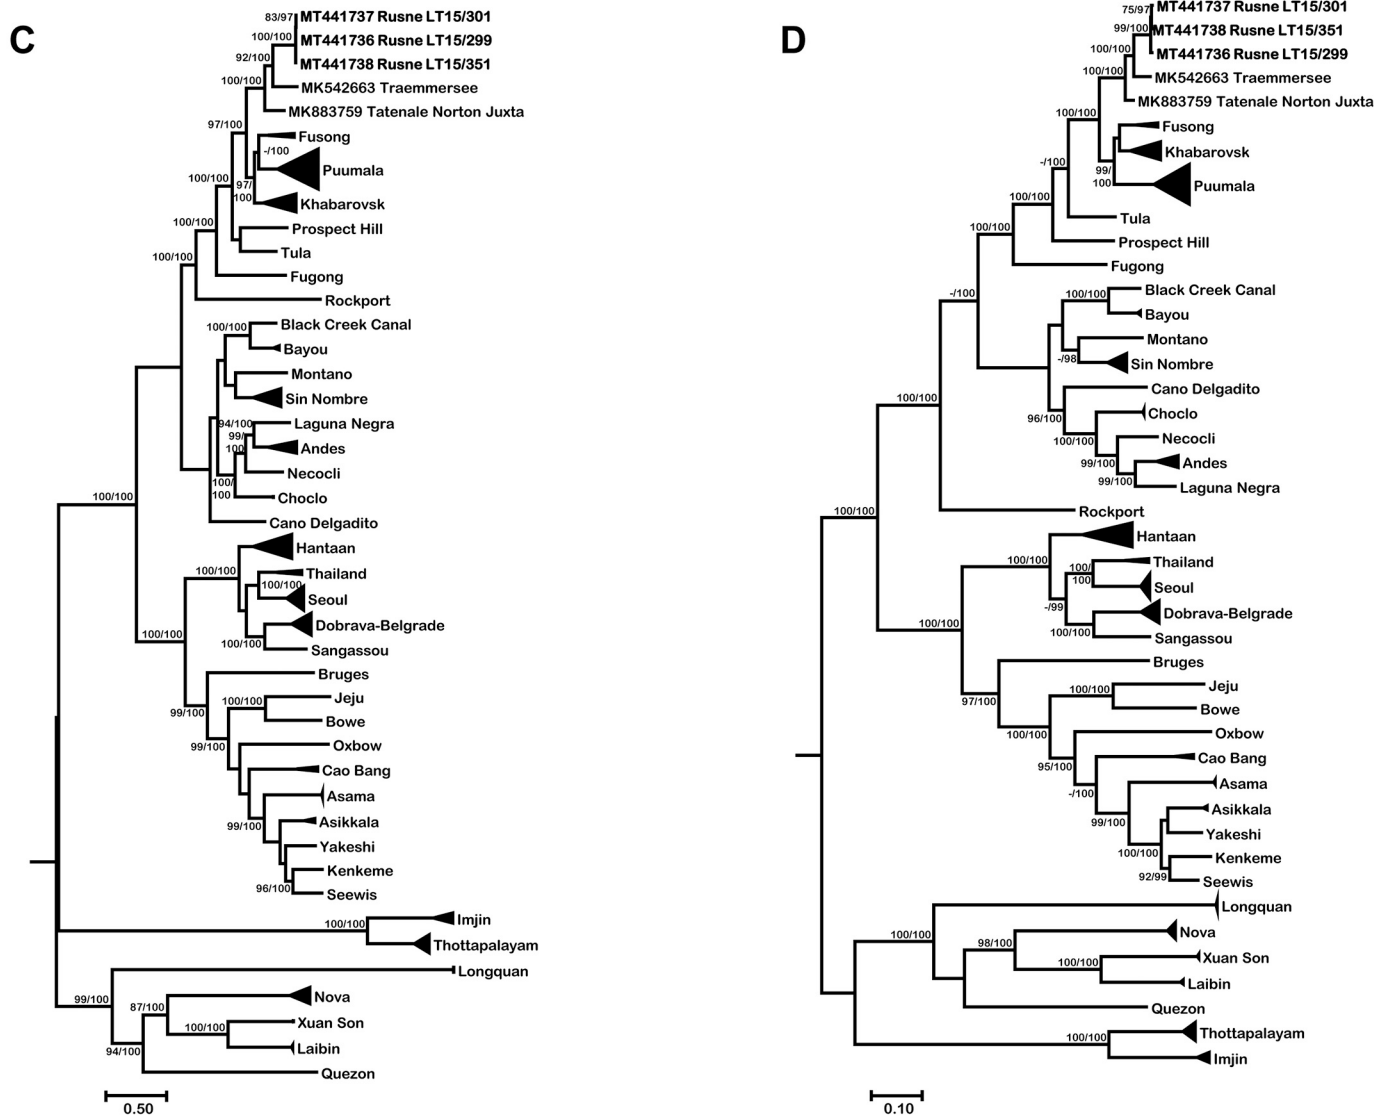 C
83/97
MT441737 Rusne LT15/301
100/100
MT441736 Rusne LT15/299
92/100
MT441738 Rusne LT15/351
100/100
MK542663 Traemmersee
MK883759 Tatenale Norton Juxta
97/100
Fusong
-/100
Puumala
100/100
97/
100
Khabarovsk
100/100
Prospect Hill
Tula
100/100
Fugong
Rockport
100/100
Black Creek Canal
Bayou
Montano
Sin Nombre
94/100
Laguna Negra
99/
100
Andes
Necocli
100/
100
Choclo
100/100
Cano Delgadito
Hantaan
100/100
Thailand
100/100
Seoul
Dobrava-Belgrade
100/100
Sangassou
100/100
Bruges
Jeju
100/100
99/100
Bowe
99/100
Oxbow
Cao Bang
Asama
99/100
Asikkala
Yakeshi
Kenkeme
96/100
Seewis
100/100
Imjin
Thottapalayam
Longquan
99/100
87/100
Nova
Xuan Son
100/100
Laibin
94/100
Quezon
0.50
D
75/97
MT441737 Rusne LT15/301
99/100
MT441738 Rusne LT15/351
100/100
MT441736 Rusne LT15/299
100/100
MK542663 Traemmersee
MK883759 Tatenale Norton Juxta
100/100
Fusong
Khabarovsk
-/100
99/
100
Puumala
100/100
Tula
100/100
Prospect Hill
Fugong
-/100
100/100
Black Creek Canal
Bayou
Montano
-/98
Sin Nombre
Cano Delgadito
100/100
96/100
Choclo
100/100
Necocli
99/100
Andes
99/100
Laguna Negra
100/100
Rockport
Hantaan
100/100
Thailand
100/
100
Seoul
-/99
Dobrava-Belgrade
100/100
100/100
Sangassou
Bruges
Jeju
100/100
97/100
Bowe
100/100
Oxbow
95/100
Cao Bang
-/100
Asama
99/100
Asikkala
Yakeshi
100/100
Kenkeme
92/99
Seewis
Longquan
100/100
Nova
98/100
Xuan Son
100/100
Laibin
Quezon
Thottapalayam
100/100
Imjin
0.10